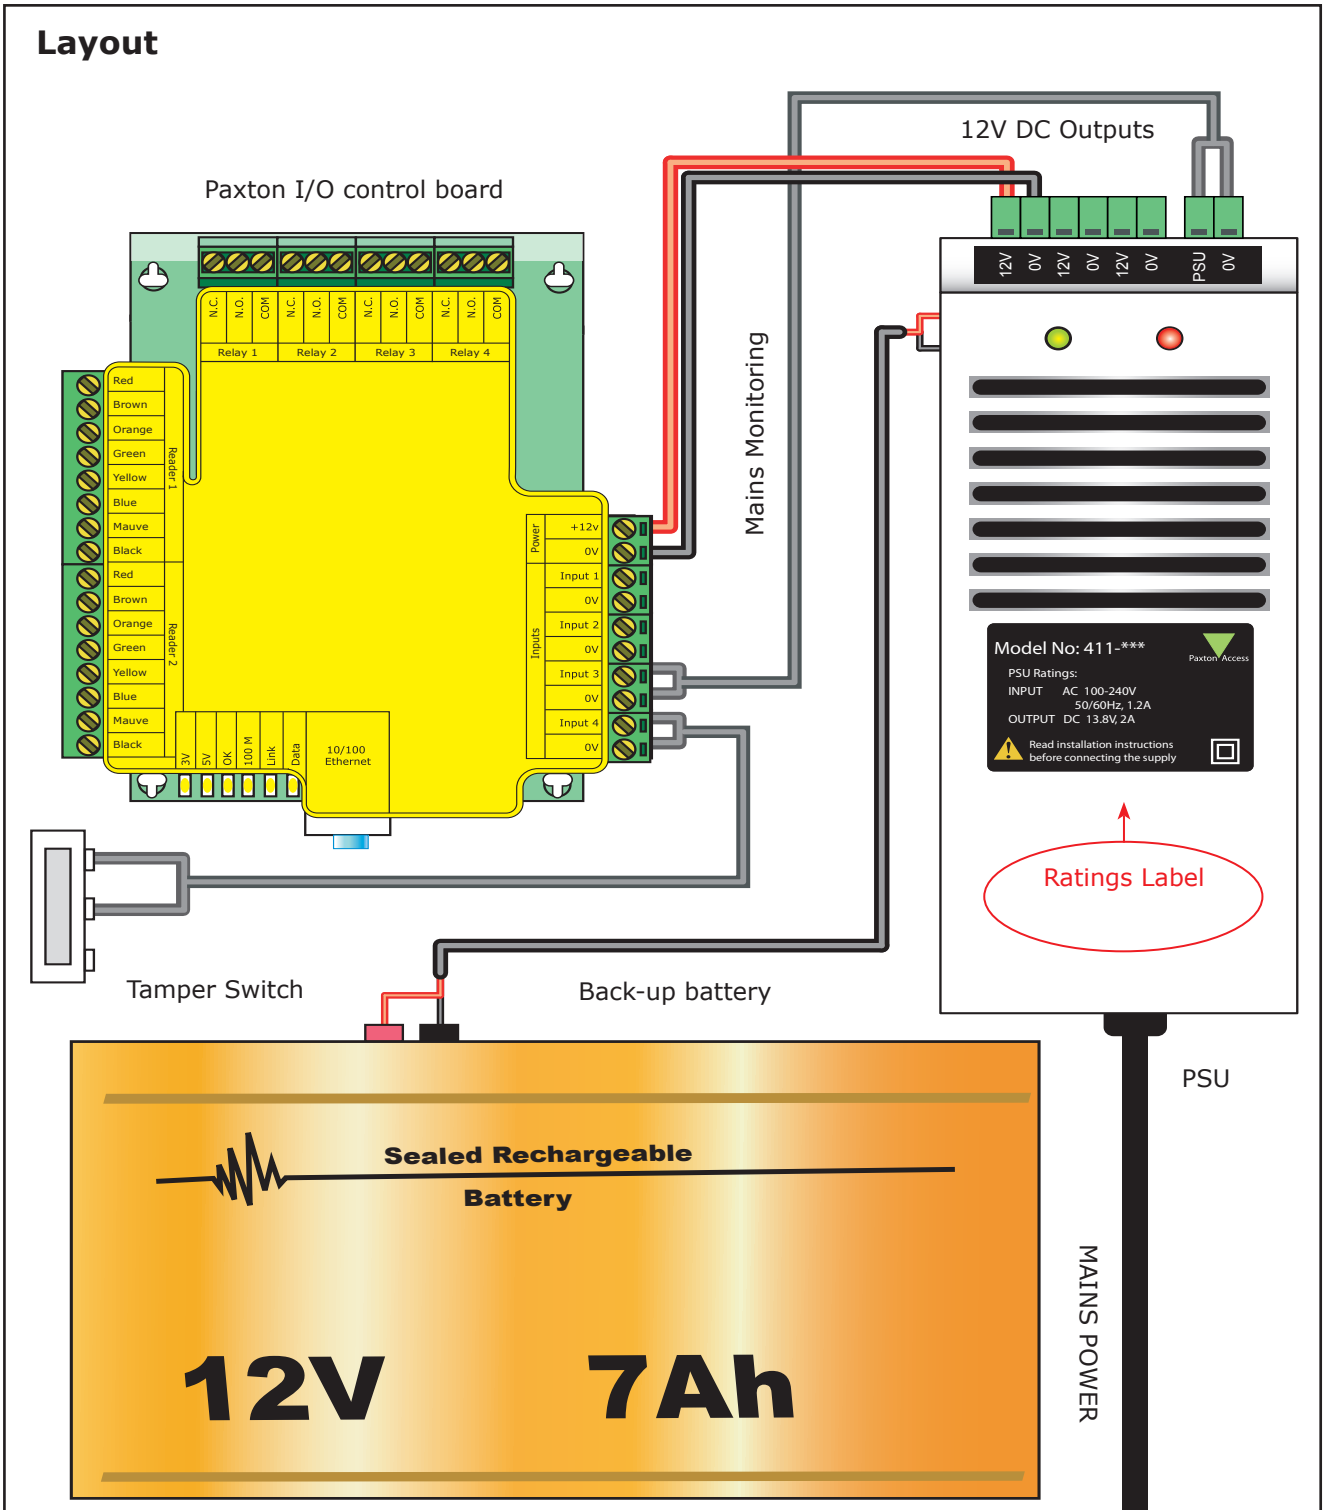 Layout
12V DC Outputs
Paxton I/O control board
12V
0V
12V
0V
12V
0V
PSU
0V
N.C.
N.O.
COM
N.C.
N.O.
COM
N.C.
N.O.
COM
N.C.
N.O.
COM
Relay 1
Relay 2
Relay 3
Relay 4
Mains Monitoring
Red
Brown
Orange
Green
Yellow
Blue
Mauve
Black
Reader 1
Red
Brown
Orange
Green
Yellow
Blue
Mauve
Black
Reader 2
Power
+12v
0V
Inputs
Input 1
0V
Input 2
0V
Input 3
0V
Input 4
0V
3V
5V
OK
100 M
Link
Data
10/100
Ethernet
Model No: 411-***
Paxton Access
PSU Ratings:
INPUT AC 100-240V
50/60Hz, 1.2A
OUTPUT DC 13.8V, 2A
Read installation instructions
before connecting the supply
Ratings Label
Tamper Switch
Back-up battery
PSU
Sealed Rechargeable
Battery
12V 7Ah
MAINS POWER